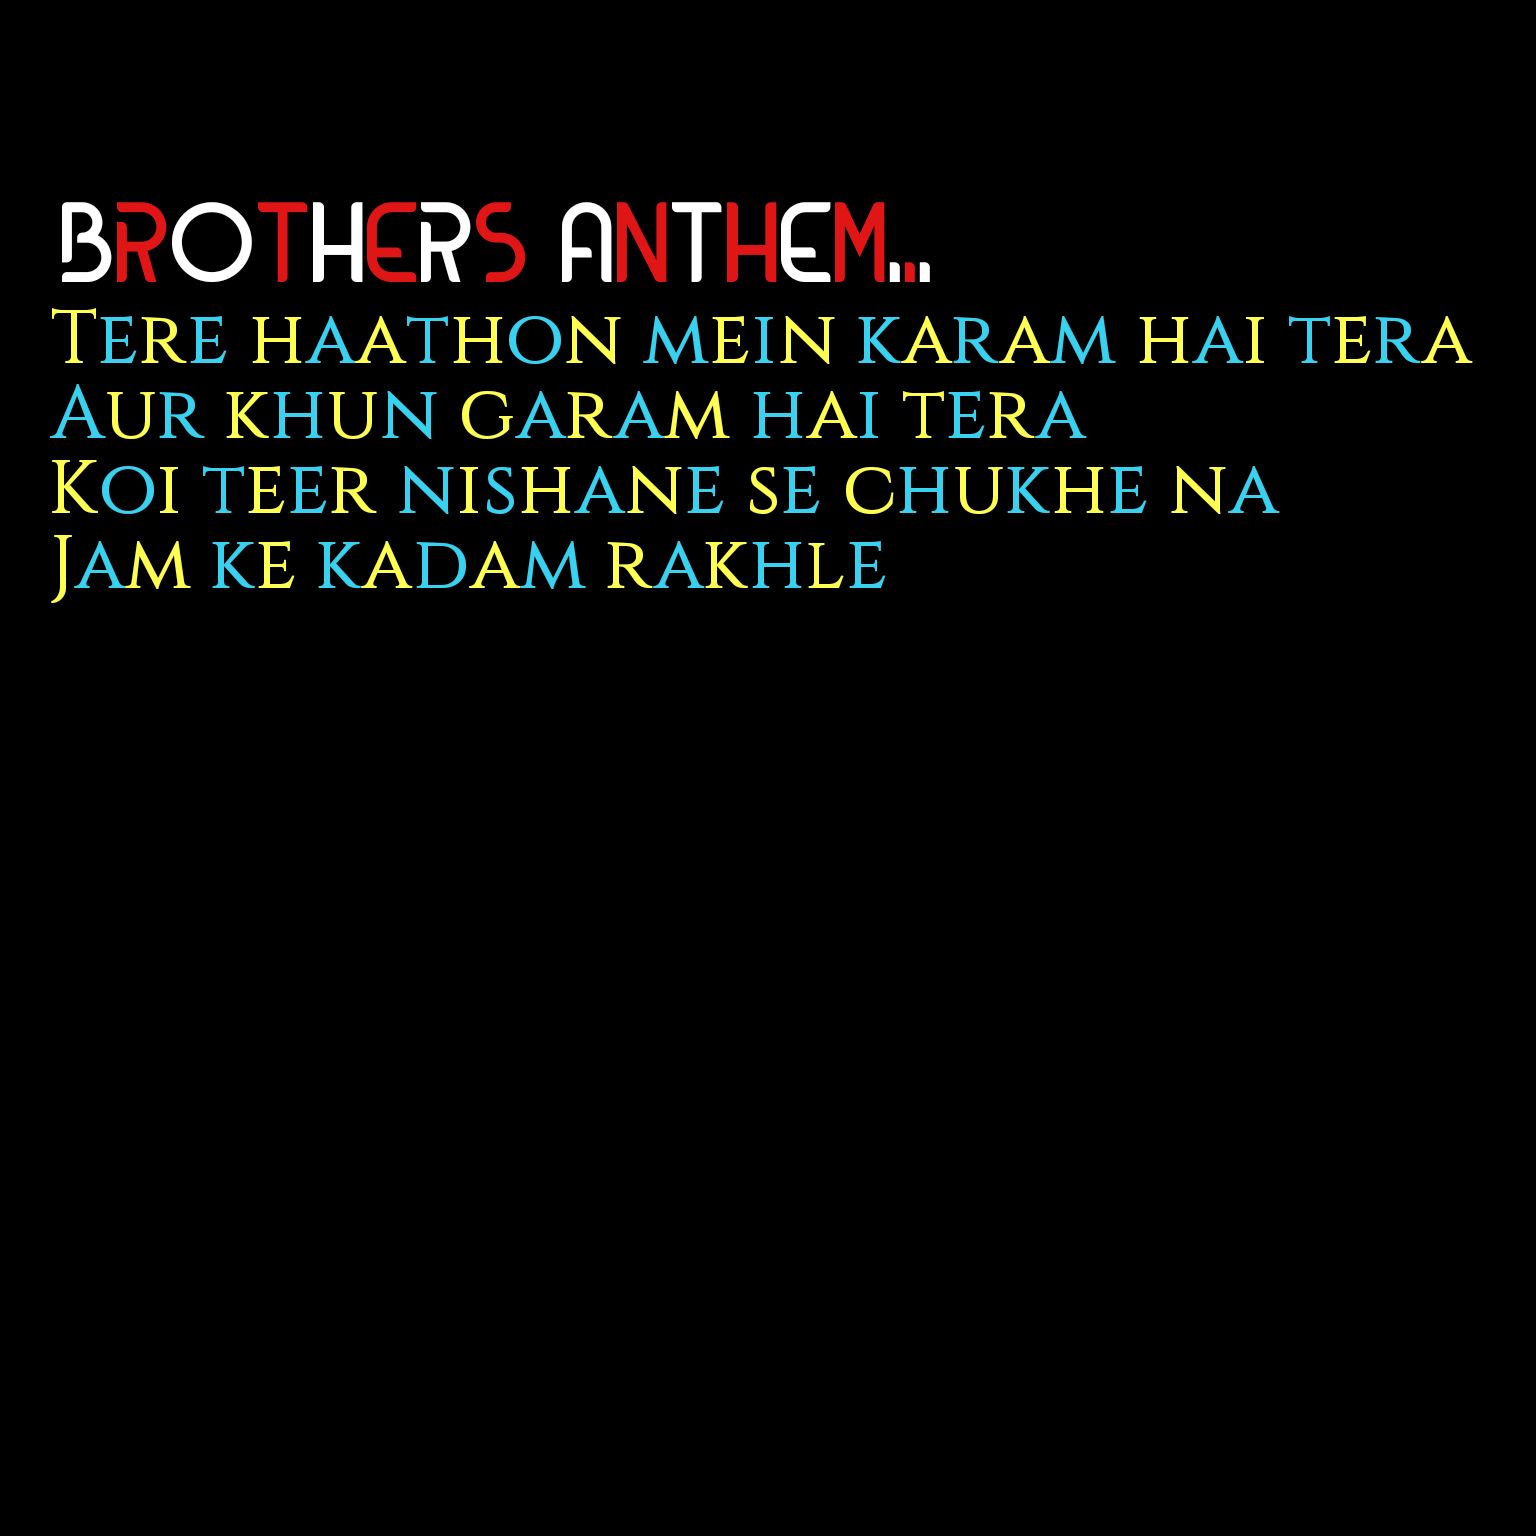 BROTHERS ANTHEM...
Tere haathon mein karam hai tera
Aur khun garam hai tera
Koi teer nishane se chukhe na
Jam ke kadam rakhle